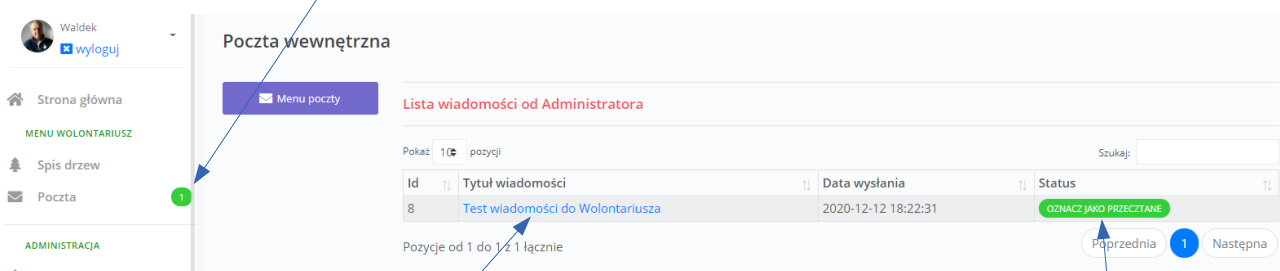 Waldek
wyloguj
Strona główna
MENU WOLONTARIUSZ
Spis drzew
Poczta 1
ADMINISTRACJA
Poczta wewnętrzna
Menu poczty
Lista wiadomości od Administratora
Pokaż 10 pozycji
Szukaj:
Id Tytuł wiadomości Data wysłania Status
8 Test wiadomości do Wolontariusza 2020-12-12 18:22:31 OZNACZ JAKO PRZECZTANE
Pozycje od 1 do 1 z 1 łącznie
Poprzednia 1 Następna